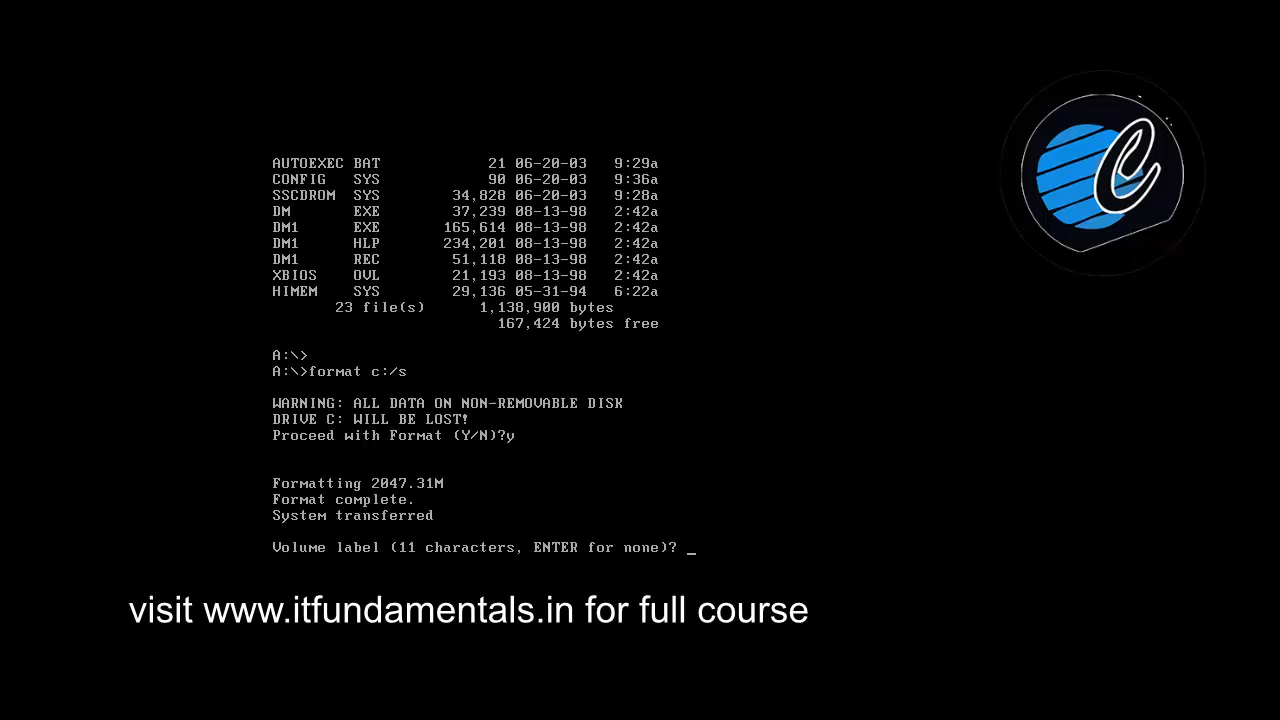 AUTOEXEC BAT 21 06-20-03 9:29a
CONFIG SYS 90 06-20-03 9:36a
SSCDROM SYS 34,828 06-20-03 9:28a
DM EXE 37,239 08-13-98 2:42a
DM1 EXE 165,614 08-13-98 2:42a
DM1 HLP 234,201 08-13-98 2:42a
DM1 REC 51,118 08-13-98 2:42a
XBIOS OVL 21,193 08-13-98 2:42a
HIMEM SYS 29,136 05-31-94 6:22a
23 file(s) 1,138,900 bytes
167,424 bytes free
A:\>
A:\>format c:/s
WARNING: ALL DATA ON NON-REMOVABLE DISK
DRIVE C: WILL BE LOST!
Proceed with Format (Y/N)?y
Formatting 2047.31M
Format complete.
System transferred
Volume label (11 characters, ENTER for none)? _
visit www.itfundamentals.in for full course
C